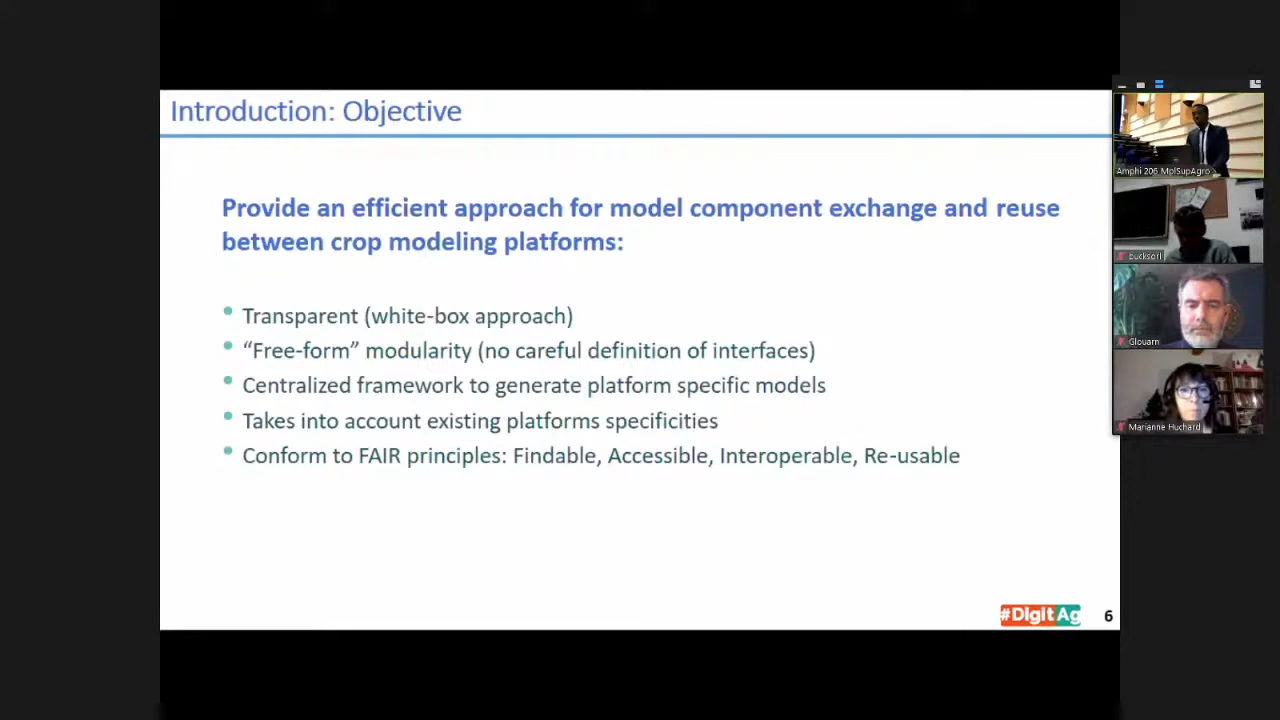 Introduction: Objective
Provide an efficient approach for model component exchange and reuse
between crop modeling platforms:
• Transparent (white-box approach)
• “Free-form” modularity (no careful definition of interfaces)
• Centralized framework to generate platform specific models
• Takes into account existing platforms specificities
• Conform to FAIR principles: Findable, Accessible, Interoperable, Re-usable
#DigitAg
6
Amphi 206 MplSupAgro
bucksorl
Glouarn
Marianne Huchard